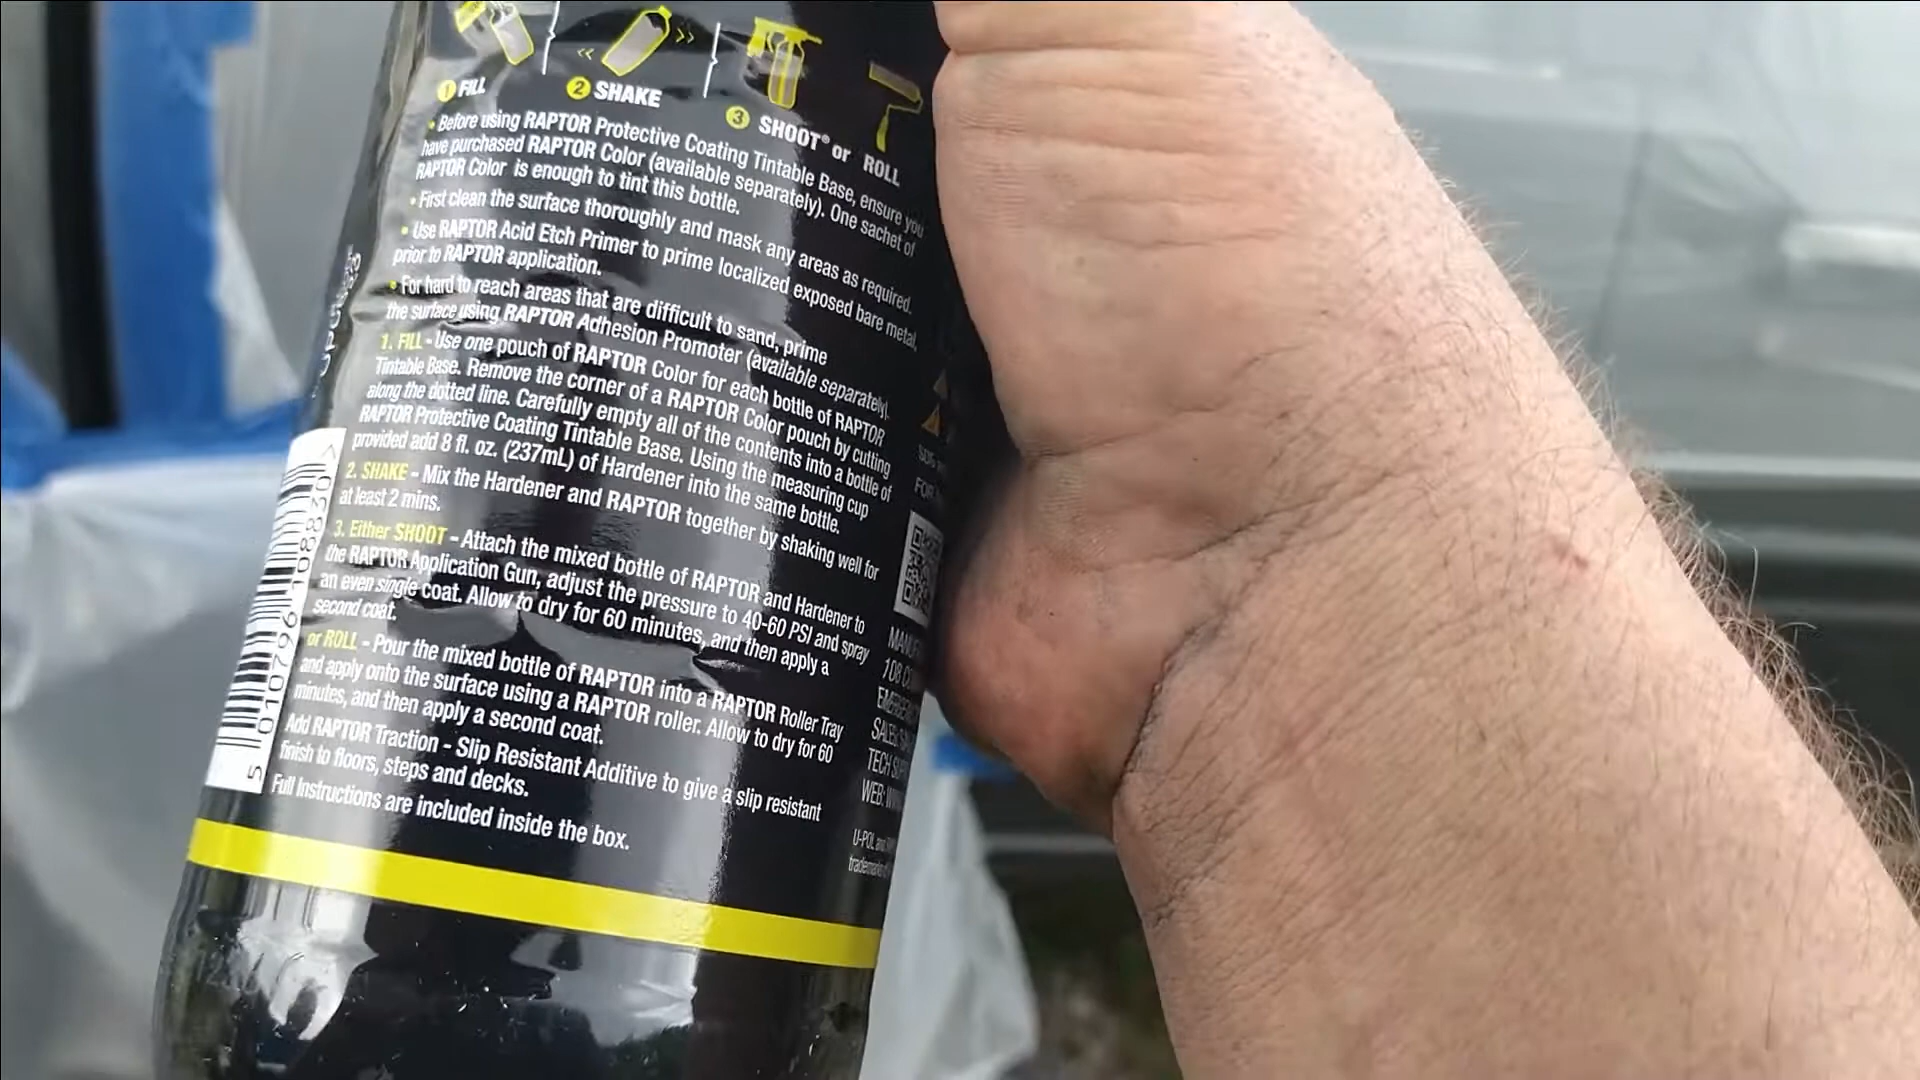 1 FILL
2 SHAKE
3 SHOOT® or ROLL
• Before using RAPTOR Protective Coating Tintable Base, ensure you
have purchased RAPTOR Color (available separately). One sachet of
RAPTOR Color is enough to tint this bottle.
• First clean the surface thoroughly and mask any areas as required.
• Use RAPTOR Acid Etch Primer to prime localized exposed bare metal,
prior to RAPTOR application.
• For hard to reach areas that are difficult to sand, prime
the surface using RAPTOR Adhesion Promoter (available separately).
1. FILL - Use one pouch of RAPTOR Color for each bottle of RAPTOR
Tintable Base. Remove the corner of a RAPTOR Color pouch by cutting
along the dotted line. Carefully empty all of the contents into a bottle of
RAPTOR Protective Coating Tintable Base. Using the measuring cup
provided add 8 fl. oz. (237mL) of Hardener into the same bottle.
2. SHAKE - Mix the Hardener and RAPTOR together by shaking well for
at least 2 mins.
3. Either SHOOT - Attach the mixed bottle of RAPTOR and Hardener to
the RAPTOR Application Gun, adjust the pressure to 40-60 PSI and spray
an even single coat. Allow to dry for 60 minutes, and then apply a
second coat.
or ROLL - Pour the mixed bottle of RAPTOR into a RAPTOR Roller Tray
and apply onto the surface using a RAPTOR roller. Allow to dry for 60
minutes, and then apply a second coat.
Add RAPTOR Traction - Slip Resistant Additive to give a slip resistant
finish to floors, steps and decks.
Full Instructions are included inside the box.
5 010796 108820 >
108
TECH
WEB:
U-POL and